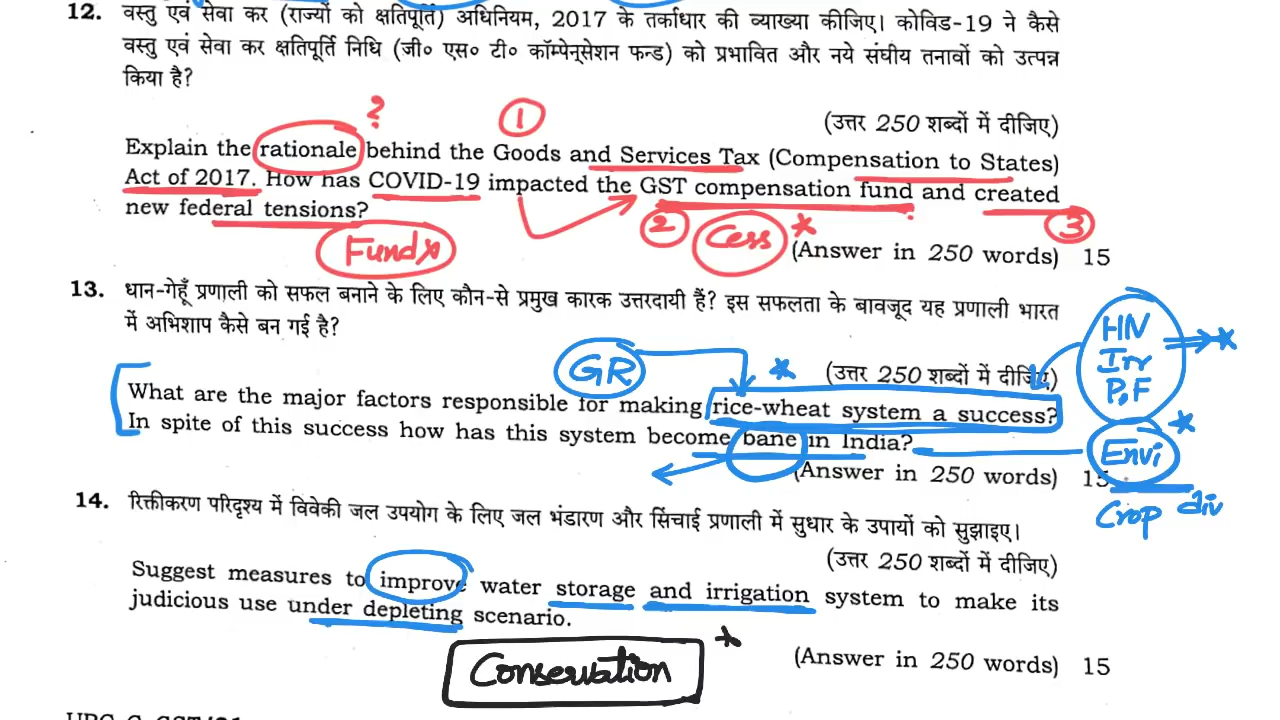 12. वस्तु एवं सेवा कर (राज्यों को क्षतिपूर्ति) अधिनियम, 2017 के तर्काधार की व्याख्या कीजिए। कोविड-19 ने कैसे
वस्तु एवं सेवा कर क्षतिपूर्ति निधि (जी० एस० टी० कॉम्पेन्सेशन फन्ड) को प्रभावित और नये संघीय तनावों को उत्पन्न
किया है?
?
1
(उत्तर 250 शब्दों में दीजिए)
Explain the rationale behind the Goods and Services Tax (Compensation to States)
Act of 2017. How has COVID-19 impacted the GST compensation fund and created
new federal tensions?
2
3
Fund
Cess
(Answer in 250 words) 15
13. धान-गेहूँ प्रणाली को सफल बनाने के लिए कौन-से प्रमुख कारक उत्तरदायी हैं? इस सफलता के बावजूद यह प्रणाली भारत
में अभिशाप कैसे बन गई है?
HN
Irr
P,F
GR
(उत्तर 250 शब्दों में दीजिए)
What are the major factors responsible for making rice-wheat system a success?
In spite of this success how has this system become bane in India?
Envi
(Answer in 250 words) 15
Crop div
14. रिक्तीकरण परिदृश्य में विवेकी जल उपयोग के लिए जल भंडारण और सिंचाई प्रणाली में सुधार के उपायों को सुझाइए।
(उत्तर 250 शब्दों में दीजिए)
Suggest measures to improve water storage and irrigation system to make its
judicious use under depleting scenario.
Conservation
(Answer in 250 words) 15